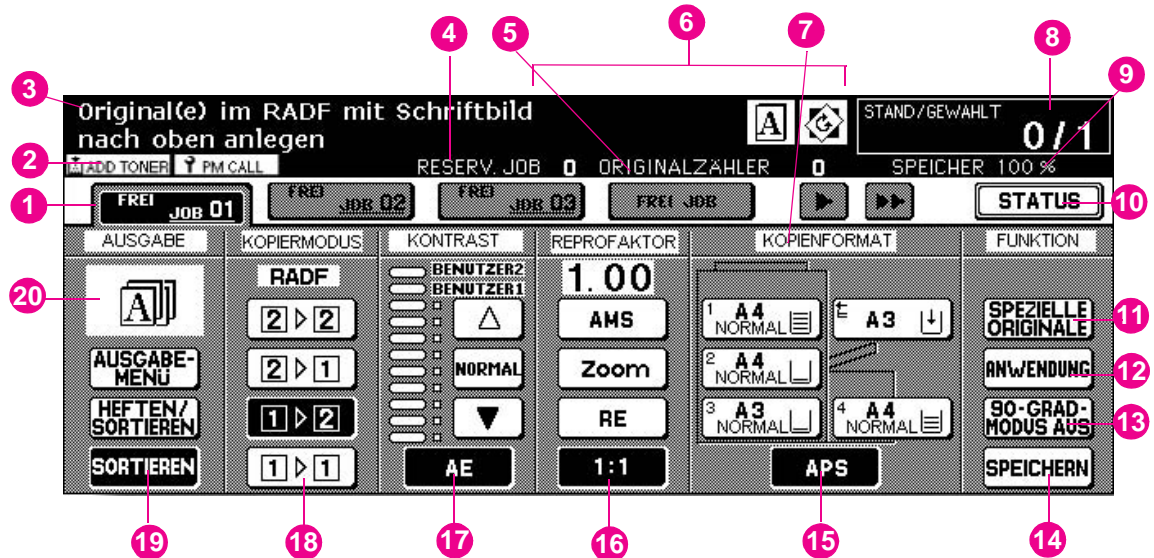 4 5 6 7 8 9
3 Original(e) im RADF mit Schriftbild
nach oben anlegen
A
STAND/GEWAHLT
0/1
2 ADD TONER PM CALL
RESERV. JOB 0 ORIGINALZÄHLER 0 SPEICHER 100 %
1 FREI JOB 01
FREI JOB 02
FREI JOB 03
FREI JOB
STATUS 10
AUSGABE KOPIERMODUS KONTRAST REPROFAKTOR KOPIENFORMAT FUNKTION
20 A
AUSGABE-
MENÜ
HEFTEN/
SORTIEREN
SORTIEREN
RADF
2 ▷ 2
2 ▷ 1
1 ▷ 2
1 ▷ 1
BENUTZER2
BENUTZER1
△
NORMAL
▼
AE
1.00
AMS
Zoom
RE
1:1
1 A4
NORMAL
A3
2 A4
NORMAL
3 A3
NORMAL
4 A4
NORMAL
APS
SPEZIELLE
ORIGINALE 11
ANWENDUNG 12
90-GRAD-
MODUS AUS 13
SPEICHERN
19 18 17 16 15 14